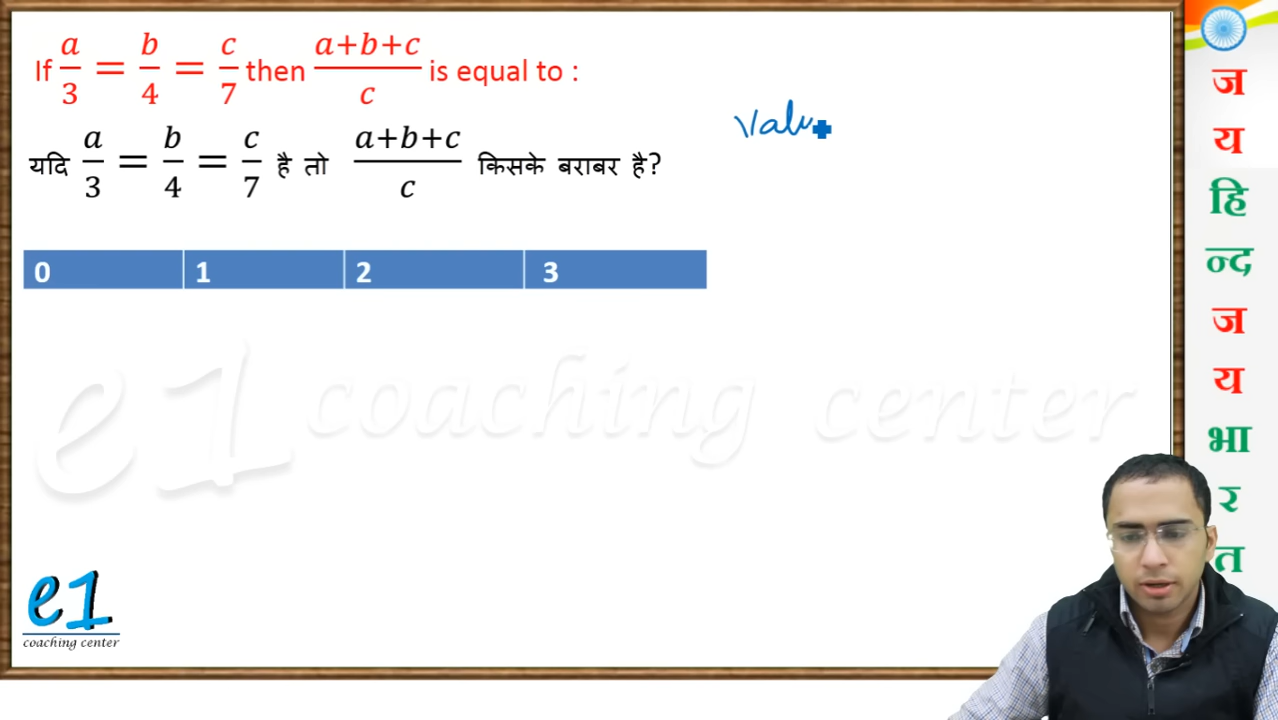 If a/3 = b/4 = c/7 then (a+b+c)/c is equal to :
यदि a/3 = b/4 = c/7 है तो (a+b+c)/c किसके बराबर है?
0 1 2 3
Valu
e1 coaching center
e1
coaching center
ज
य
हि
न्द
ज
य
भा
र
त